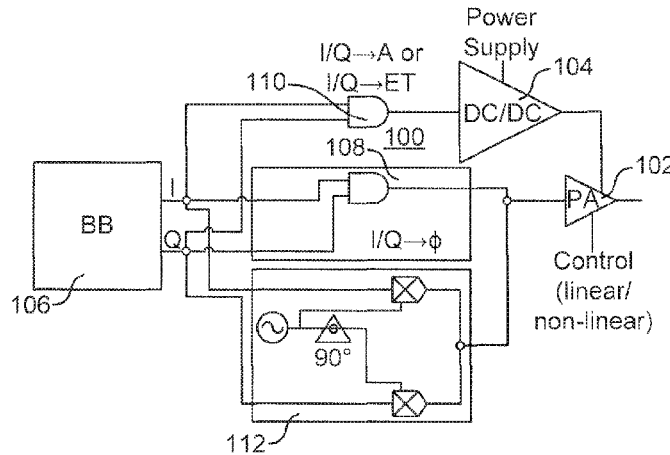 Power
Supply
I/Q→A or
I/Q→ET
104
110
DC/DC
100
108
102
I
BB
PA
Q
I/Q→ϕ
106
Control
(linear/
non-linear)
90°
112